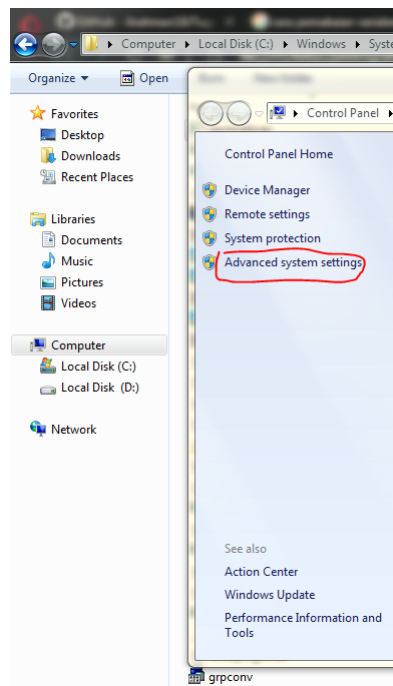 Computer ▸ Local Disk (C:) ▸ Windows ▸ Syste
Organize Open
Favorites
Desktop
Downloads
Recent Places
Libraries
Documents
Music
Pictures
Videos
Computer
Local Disk (C:)
Local Disk (D:)
Network
Control Panel
Control Panel Home
Device Manager
Remote settings
System protection
Advanced system settings
See also
Action Center
Windows Update
Performance Information and
Tools
grpconv